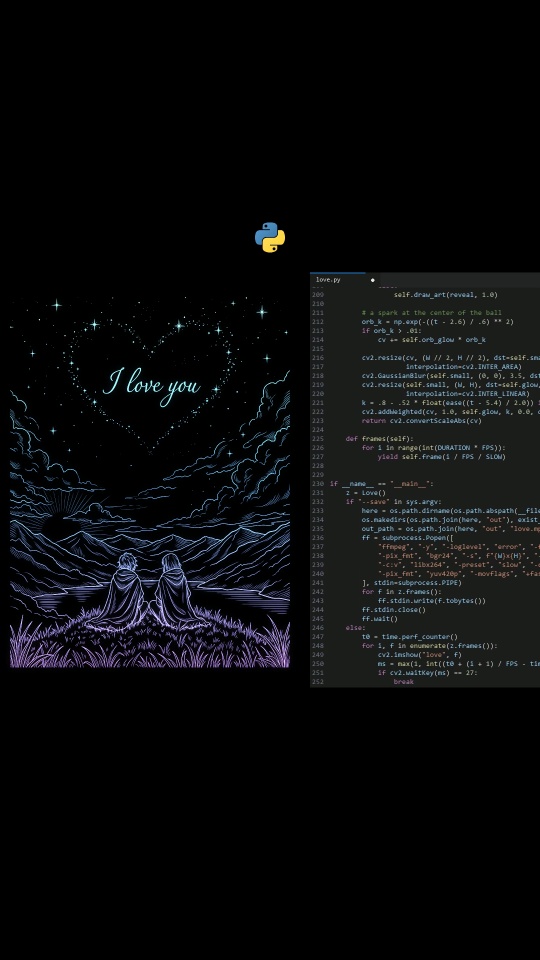 I love you
love.py
209 self.draw_art(reveal, 1.0)
210
211 # a spark at the center of the ball
212 orb_k = np.exp(-((t - 2.6) / .6) ** 2)
213 if orb_k > .01:
214 cv += self.orb_glow * orb_k
215
216 cv2.resize(cv, (W // 2, H // 2), dst=self.sm
217 interpolation=cv2.INTER_AREA)
218 cv2.GaussianBlur(self.small, (0, 0), 3.5, dst
219 cv2.resize(self.small, (W, H), dst=self.glow,
220 interpolation=cv2.INTER_LINEAR)
221 k = .8 - .52 * float(ease((t - 5.4) / 2.0))
222 cv2.addWeighted(cv, 1.0, self.glow, k, 0.0, c
223 return cv2.convertScaleAbs(cv)
224
225 def frames(self):
226 for i in range(int(DURATION * FPS)):
227 yield self.frame(i / FPS / SLOW)
228
229
230 if __name__ == "__main__":
231 z = Love()
232 if "--save" in sys.argv:
233 here = os.path.dirname(os.path.abspath(__file
234 os.makedirs(os.path.join(here, "out"), exist_
235 out_path = os.path.join(here, "out", "love.mp
236 ff = subprocess.Popen([
237 "ffmpeg", "-y", "-loglevel", "error", "-
238 "-pix_fmt", "bgr24", "-s", f"{W}x{H}", "-
239 "-c:v", "libx264", "-preset", "slow", "-c
240 "-pix_fmt", "yuv420p", "-movflags", "+fas
241 ], stdin=subprocess.PIPE)
242 for f in z.frames():
243 ff.stdin.write(f.tobytes())
244 ff.stdin.close()
245 ff.wait()
246 else:
247 t0 = time.perf_counter()
248 for i, f in enumerate(z.frames()):
249 cv2.imshow("love", f)
250 ms = max(1, int((t0 + (i + 1) / FPS - tim
251 if cv2.waitKey(ms) == 27:
252 break